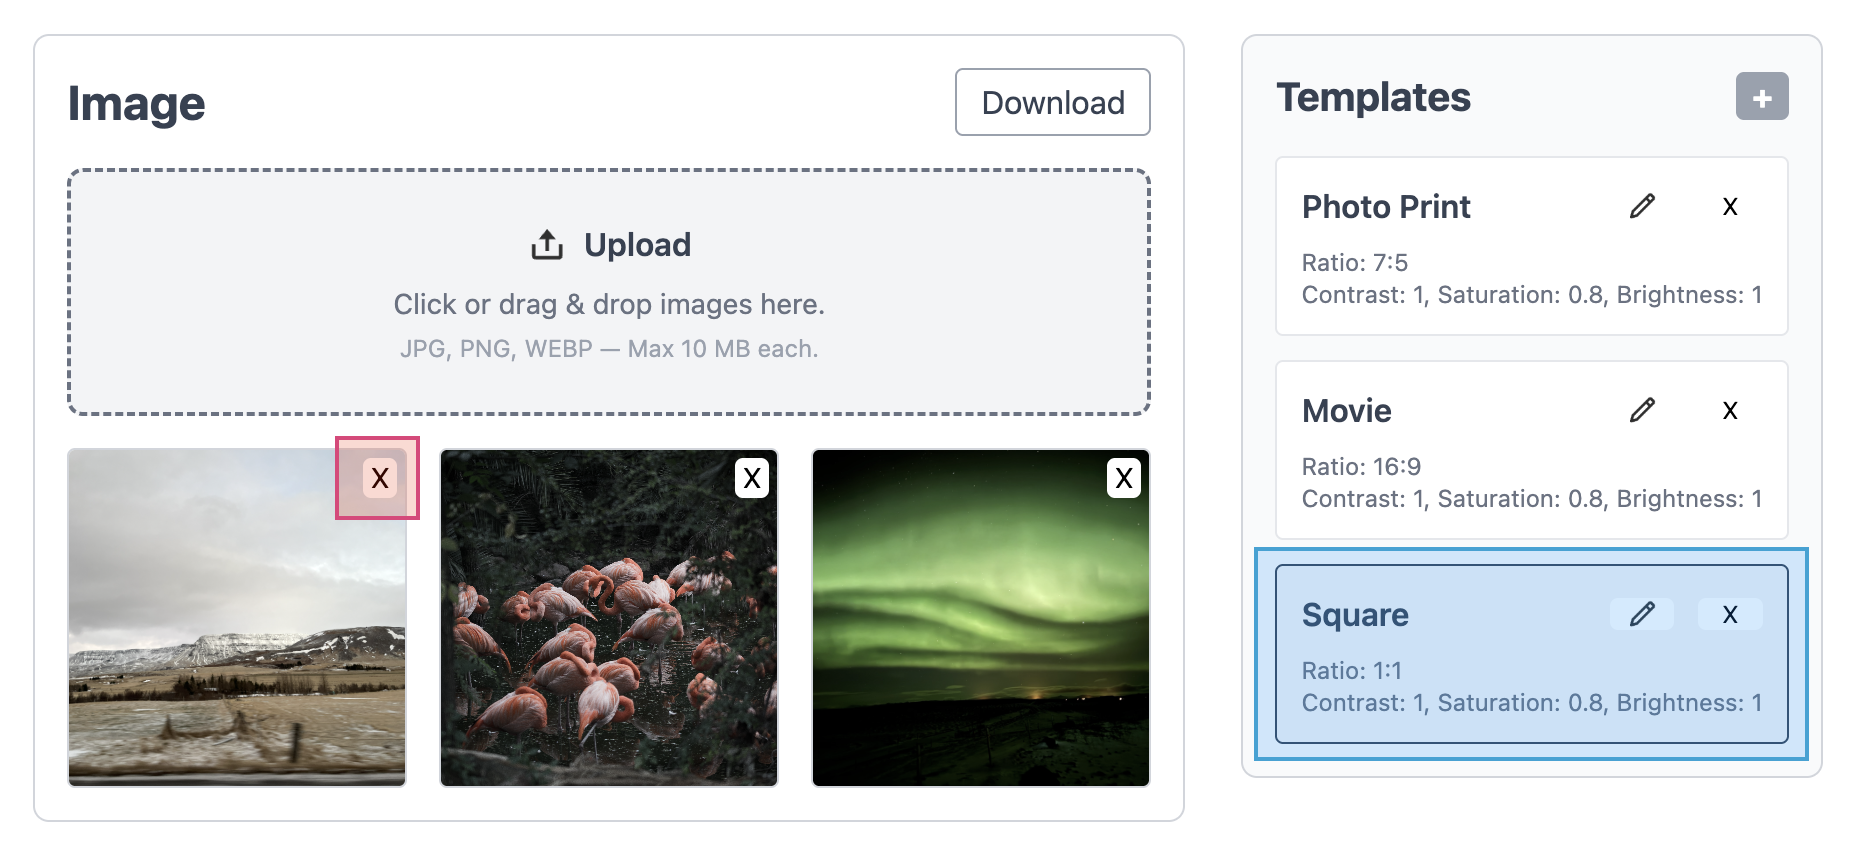 Image
Download
Upload
Click or drag & drop images here.
JPG, PNG, WEBP — Max 10 MB each.
X
X
X
Templates
+
Photo Print
X
Ratio: 7:5
Contrast: 1, Saturation: 0.8, Brightness: 1
Movie
X
Ratio: 16:9
Contrast: 1, Saturation: 0.8, Brightness: 1
Square
X
Ratio: 1:1
Contrast: 1, Saturation: 0.8, Brightness: 1